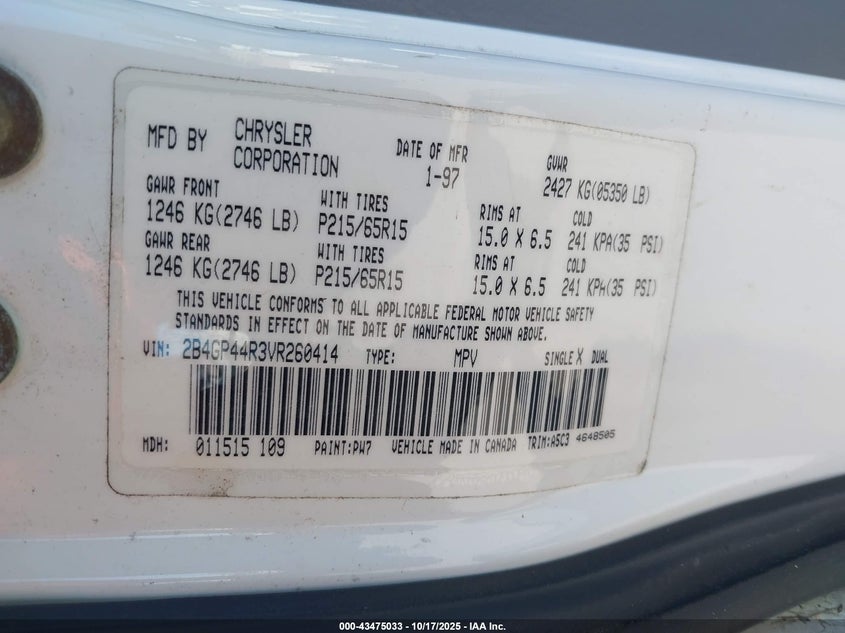 MFD BY CHRYSLER CORPORATION DATE OF MFR 1-97 GVWR 2427 KG(05350 LB)
GAWR FRONT WITH TIRES RIMS AT COLD
1246 KG(2746 LB) P215/65R15 15.0 X 6.5 241 KPA(35 PSI)
GAWR REAR WITH TIRES RIMS AT COLD
1246 KG(2746 LB) P215/65R15 15.0 X 6.5 241 KPA(35 PSI)
THIS VEHICLE CONFORMS TO ALL APPLICABLE FEDERAL MOTOR VEHICLE SAFETY
STANDARDS IN EFFECT ON THE DATE OF MANUFACTURE SHOWN ABOVE.
VIN: 2B4GP44R3VR260414 TYPE: MPV SINGLE X DUAL
MDH: 011515 109 PAINT:PW7 VEHICLE MADE IN CANADA TRIM:A5C3 4648505
000-43475033 | 10/17/2025 - IAA Inc.